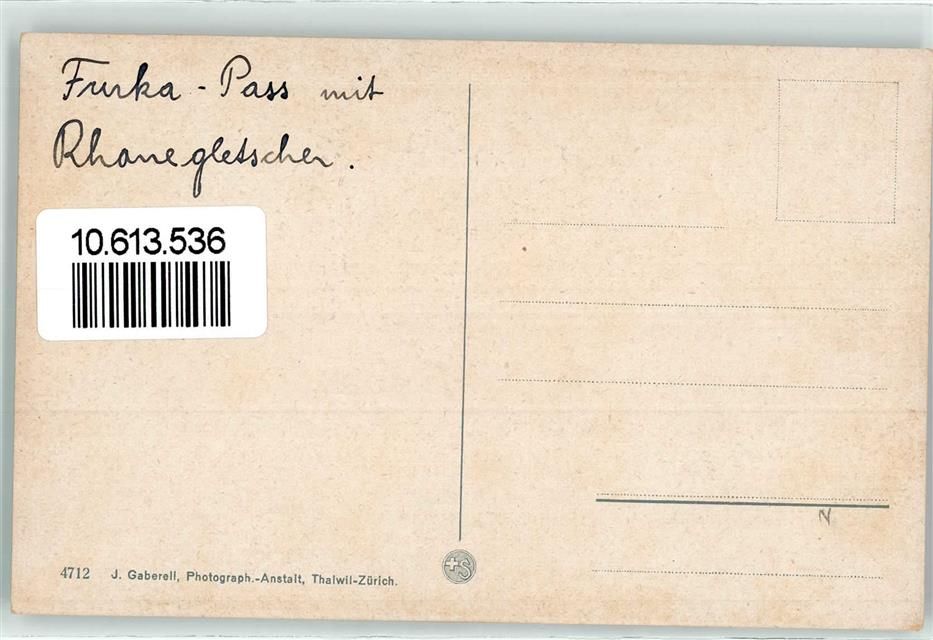 Furka - Pass mit
Rhonegletscher.
10.613.536
4712 J. Gaberell, Photograph.-Anstalt, Thalwil-Zürich.
+S
N